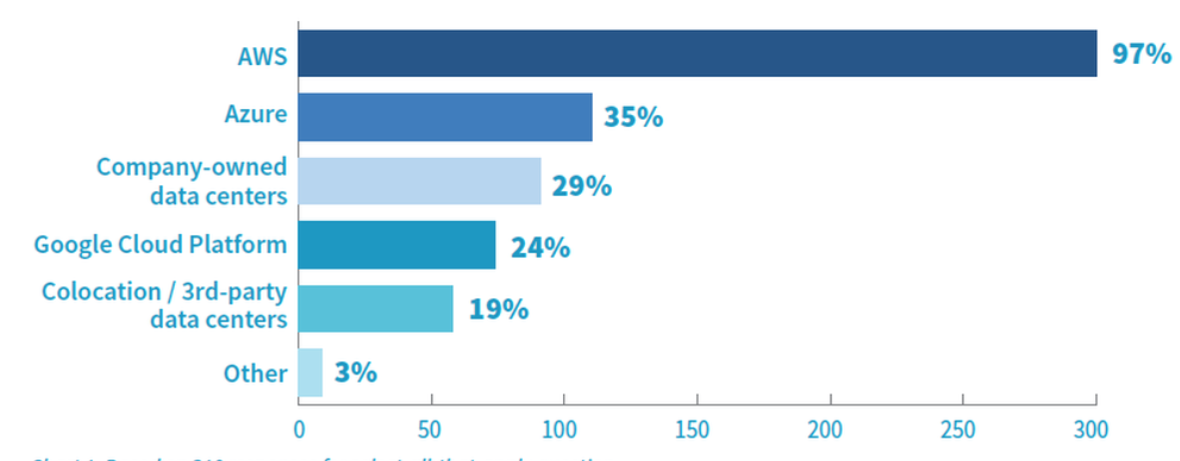 AWS 97%
Azure 35%
Company-owned
data centers 29%
Google Cloud Platform 24%
Colocation / 3rd-party
data centers 19%
Other 3%
0 50 100 150 200 250 300